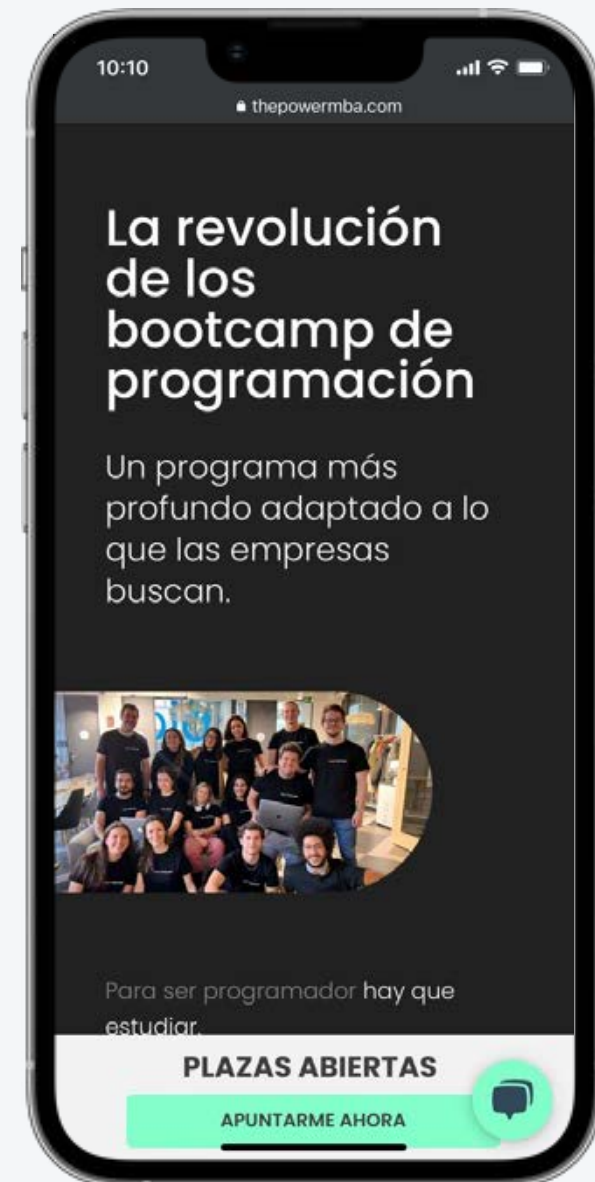 10:10
thepowermba.com
La revolución
de los
bootcamp de
programación
Un programa más
profundo adaptado a lo
que las empresas
buscan.
Para ser programador hay que
estudiar.
PLAZAS ABIERTAS
APUNTARME AHORA